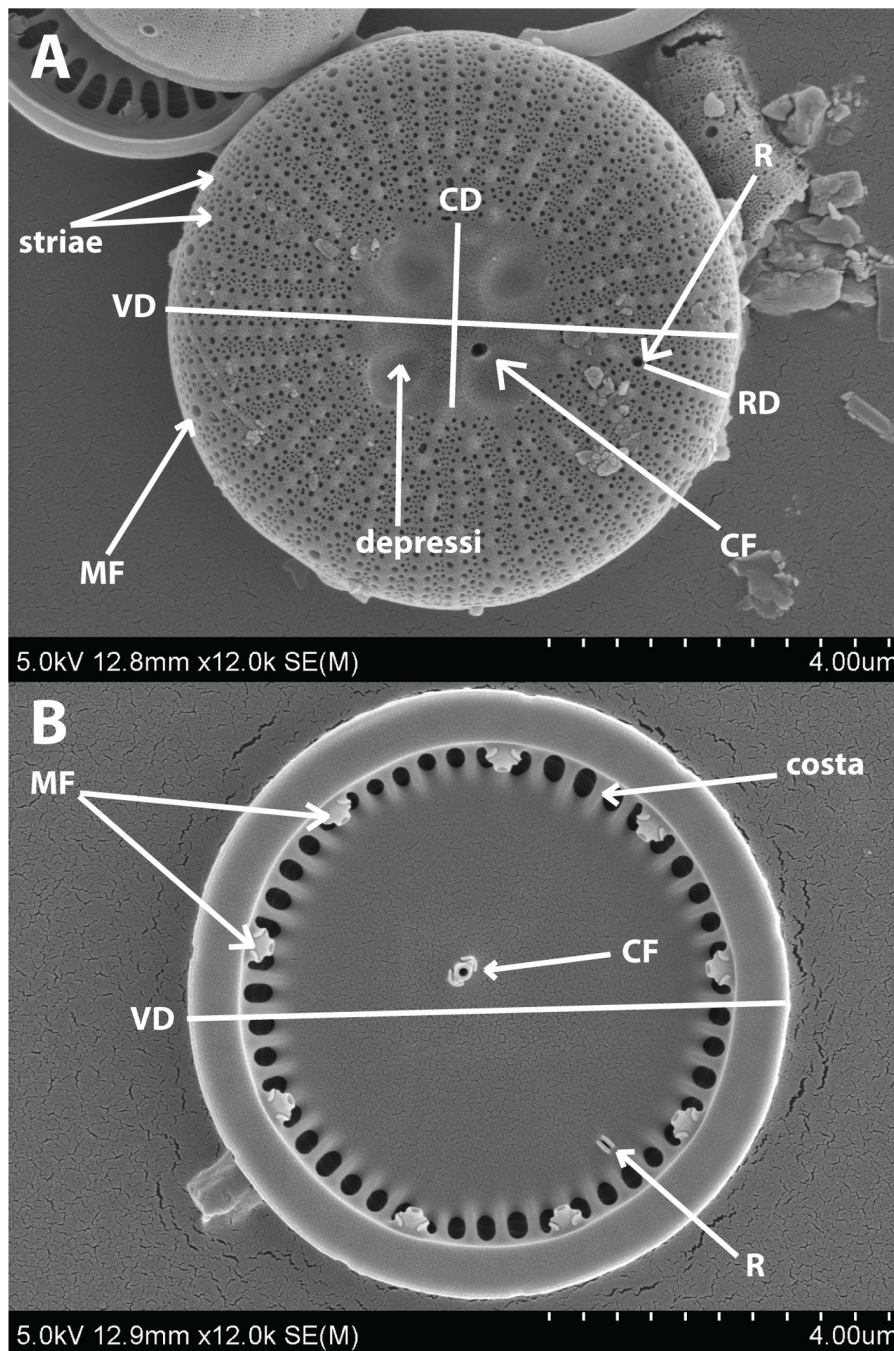 A
R
CD
striae
VD
RD
depressi
CF
MF
5.0kV 12.8mm x12.0k SE(M)
4.00um
B
MF
costa
CF
VD
R
5.0kV 12.9mm x12.0k SE(M)
4.00um